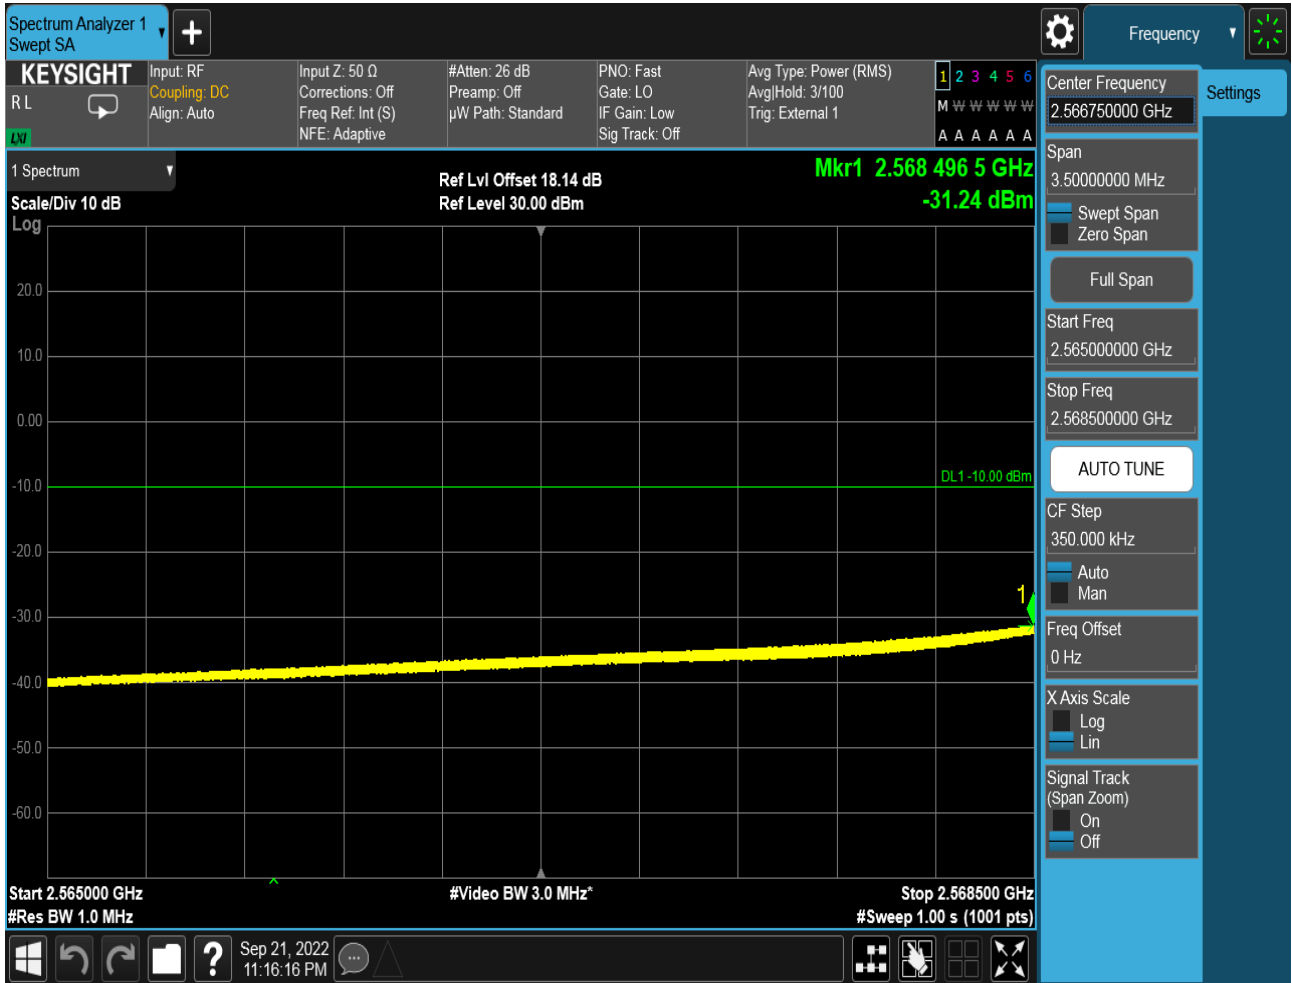 Spectrum Analyzer 1
Swept SA
Frequency
KEYSIGHT
R L
LXI
Input: RF
Coupling: DC
Align: Auto
Input Z: 50 Ω
Corrections: Off
Freq Ref: Int (S)
NFE: Adaptive
#Atten: 26 dB
Preamp: Off
µW Path: Standard
PNO: Fast
Gate: LO
IF Gain: Low
Sig Track: Off
Avg Type: Power (RMS)
Avg|Hold: 3/100
Trig: External 1
1 2 3 4 5 6
M W W W W W
A A A A A A
1 Spectrum
Scale/Div 10 dB
Log
Ref Lvl Offset 18.14 dB
Ref Level 30.00 dBm
Mkr1 2.568 496 5 GHz
-31.24 dBm
20.0
10.0
0.00
-10.0
-20.0
-30.0
-40.0
-50.0
-60.0
DL1 -10.00 dBm
1
Start 2.565000 GHz
#Res BW 1.0 MHz
#Video BW 3.0 MHz*
Stop 2.568500 GHz
#Sweep 1.00 s (1001 pts)
Center Frequency
2.566750000 GHz
Settings
Span
3.50000000 MHz
Swept Span
Zero Span
Full Span
Start Freq
2.565000000 GHz
Stop Freq
2.568500000 GHz
AUTO TUNE
CF Step
350.000 kHz
Auto
Man
Freq Offset
0 Hz
X Axis Scale
Log
Lin
Signal Track
(Span Zoom)
On
Off
?
Sep 21, 2022
11:16:16 PM